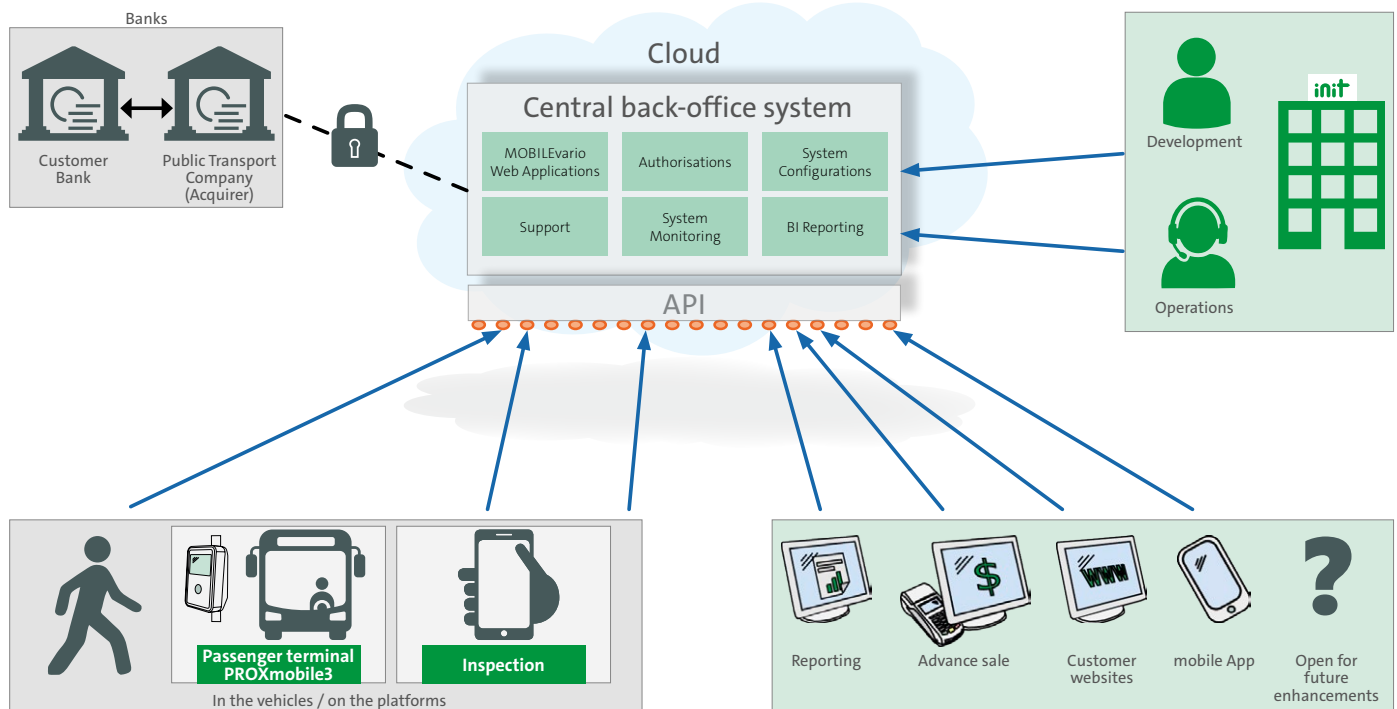 Banks
Customer
Bank
Public Transport
Company
(Acquirer)
Cloud
Central back-office system
MOBILEvario
Web Applications
Authorisations
System
Configurations
Support
System
Monitoring
BI Reporting
API
init
Development
Operations
Passenger terminal
PROXmobile3
Inspection
In the vehicles / on the platforms
$
WWW
?
Reporting
Advance sale
Customer
websites
mobile App
Open for
future
enhancements